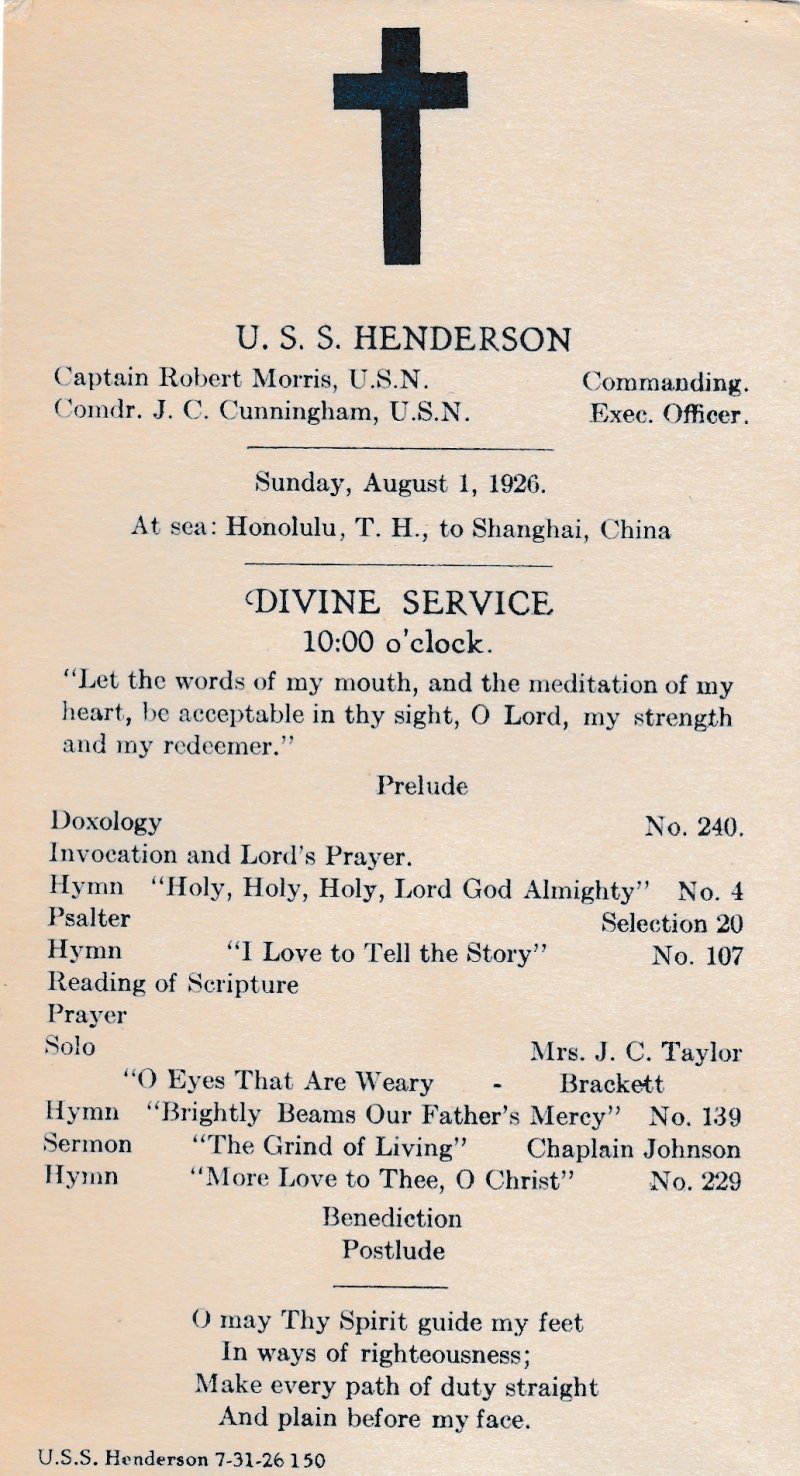 U. S. S. HENDERSON
Captain Robert Morris, U.S.N. Commanding.
Comdr. J. C. Cunningham, U.S.N. Exec. Officer.
Sunday, August 1, 1926.
At sea: Honolulu, T. H., to Shanghai, China
DIVINE SERVICE
10:00 o'clock.
"Let the words of my mouth, and the meditation of my
heart, be acceptable in thy sight, O Lord, my strength
and my redeemer."
Prelude
Doxology No. 240.
Invocation and Lord's Prayer.
Hymn "Holy, Holy, Holy, Lord God Almighty" No. 4
Psalter Selection 20
Hymn "I Love to Tell the Story" No. 107
Reading of Scripture
Prayer
Solo Mrs. J. C. Taylor
"O Eyes That Are Weary - Brackett
Hymn "Brightly Beams Our Father's Mercy" No. 139
Sermon "The Grind of Living" Chaplain Johnson
Hymn "More Love to Thee, O Christ" No. 229
Benediction
Postlude
O may Thy Spirit guide my feet
In ways of righteousness;
Make every path of duty straight
And plain before my face.
U.S.S. Henderson 7-31-26 150